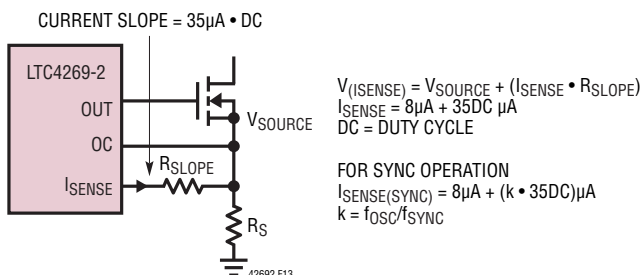 CURRENT SLOPE = 35µA • DC
LTC4269-2
OUT
OC
ISENSE
VSOURCE
RSLOPE
RS
42692 F13
V(ISENSE) = VSOURCE + (ISENSE • RSLOPE)
ISENSE = 8µA + 35DC µA
DC = DUTY CYCLE
FOR SYNC OPERATION
ISENSE(SYNC) = 8µA + (k • 35DC)µA
k = fOSC/fSYNC